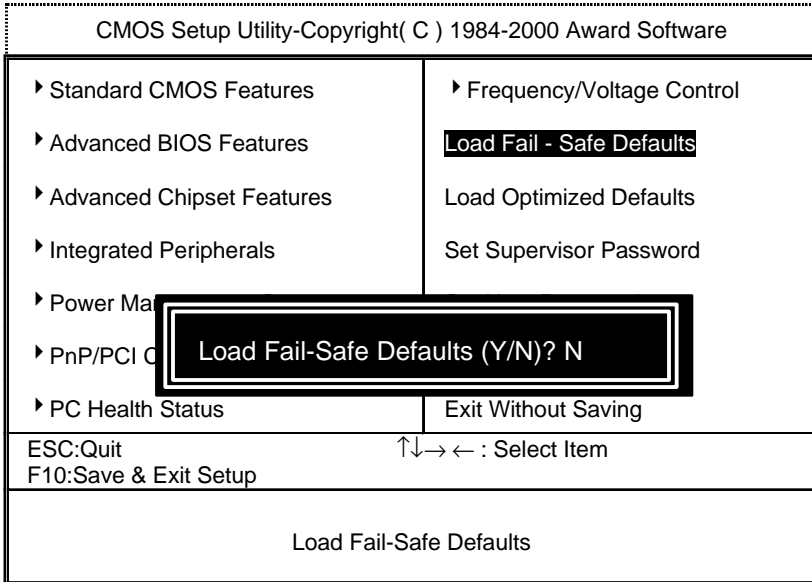 CMOS Setup Utility-Copyright( C ) 1984-2000 Award Software
Standard CMOS Features
Advanced BIOS Features
Advanced Chipset Features
Integrated Peripherals
Power
PnP/PCI
PC Health Status
Frequency/Voltage Control
Load Fail - Safe Defaults
Load Optimized Defaults
Set Supervisor Password
Exit Without Saving
Load Fail-Safe Defaults (Y/N)? N
ESC:Quit ↑↓→ ← : Select Item
F10:Save & Exit Setup
Load Fail-Safe Defaults